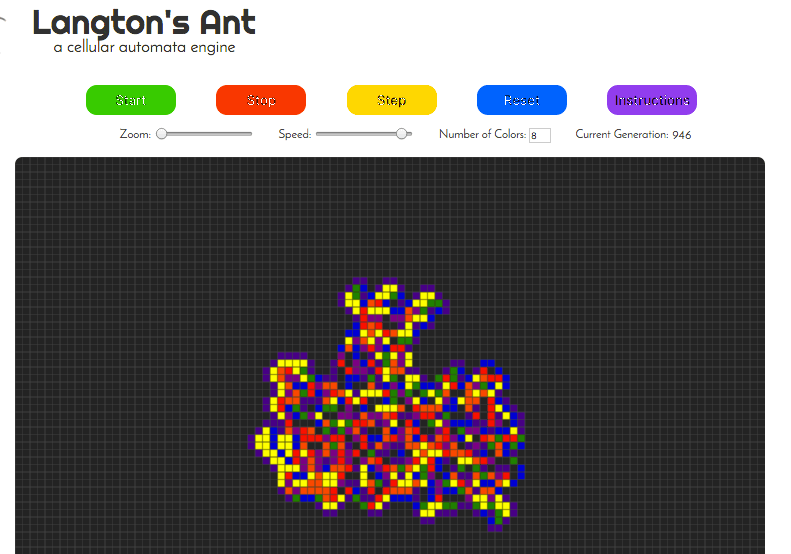 Langton's Ant
a cellular automata engine
Start Stop Step Reset Instructions
Zoom: Speed: Number of Colors: 8 Current Generation: 946